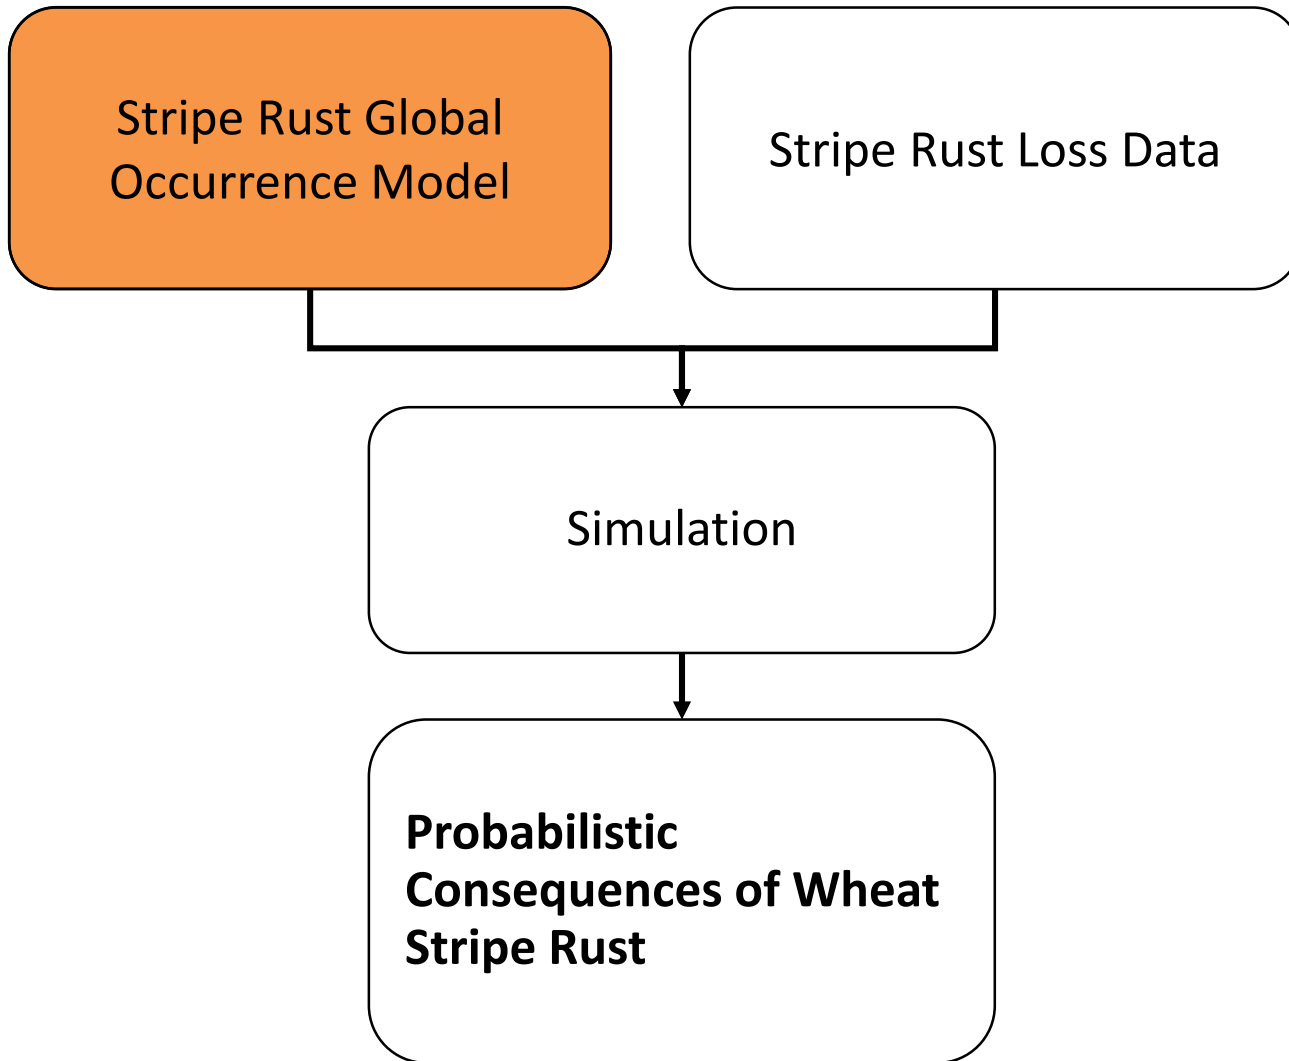 Stripe Rust Global
Occurrence Model
Stripe Rust Loss Data
Simulation
Probabilistic
Consequences of Wheat
Stripe Rust